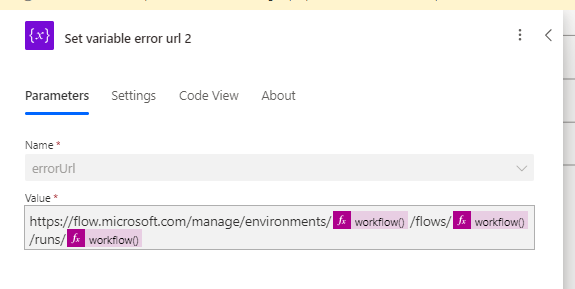 {x} Set variable error url 2
Parameters Settings Code View About
Name *
errorUrl
Value *
https://flow.microsoft.com/manage/environments/ fx workflow() /flows/ fx workflow()
/runs/ fx workflow()